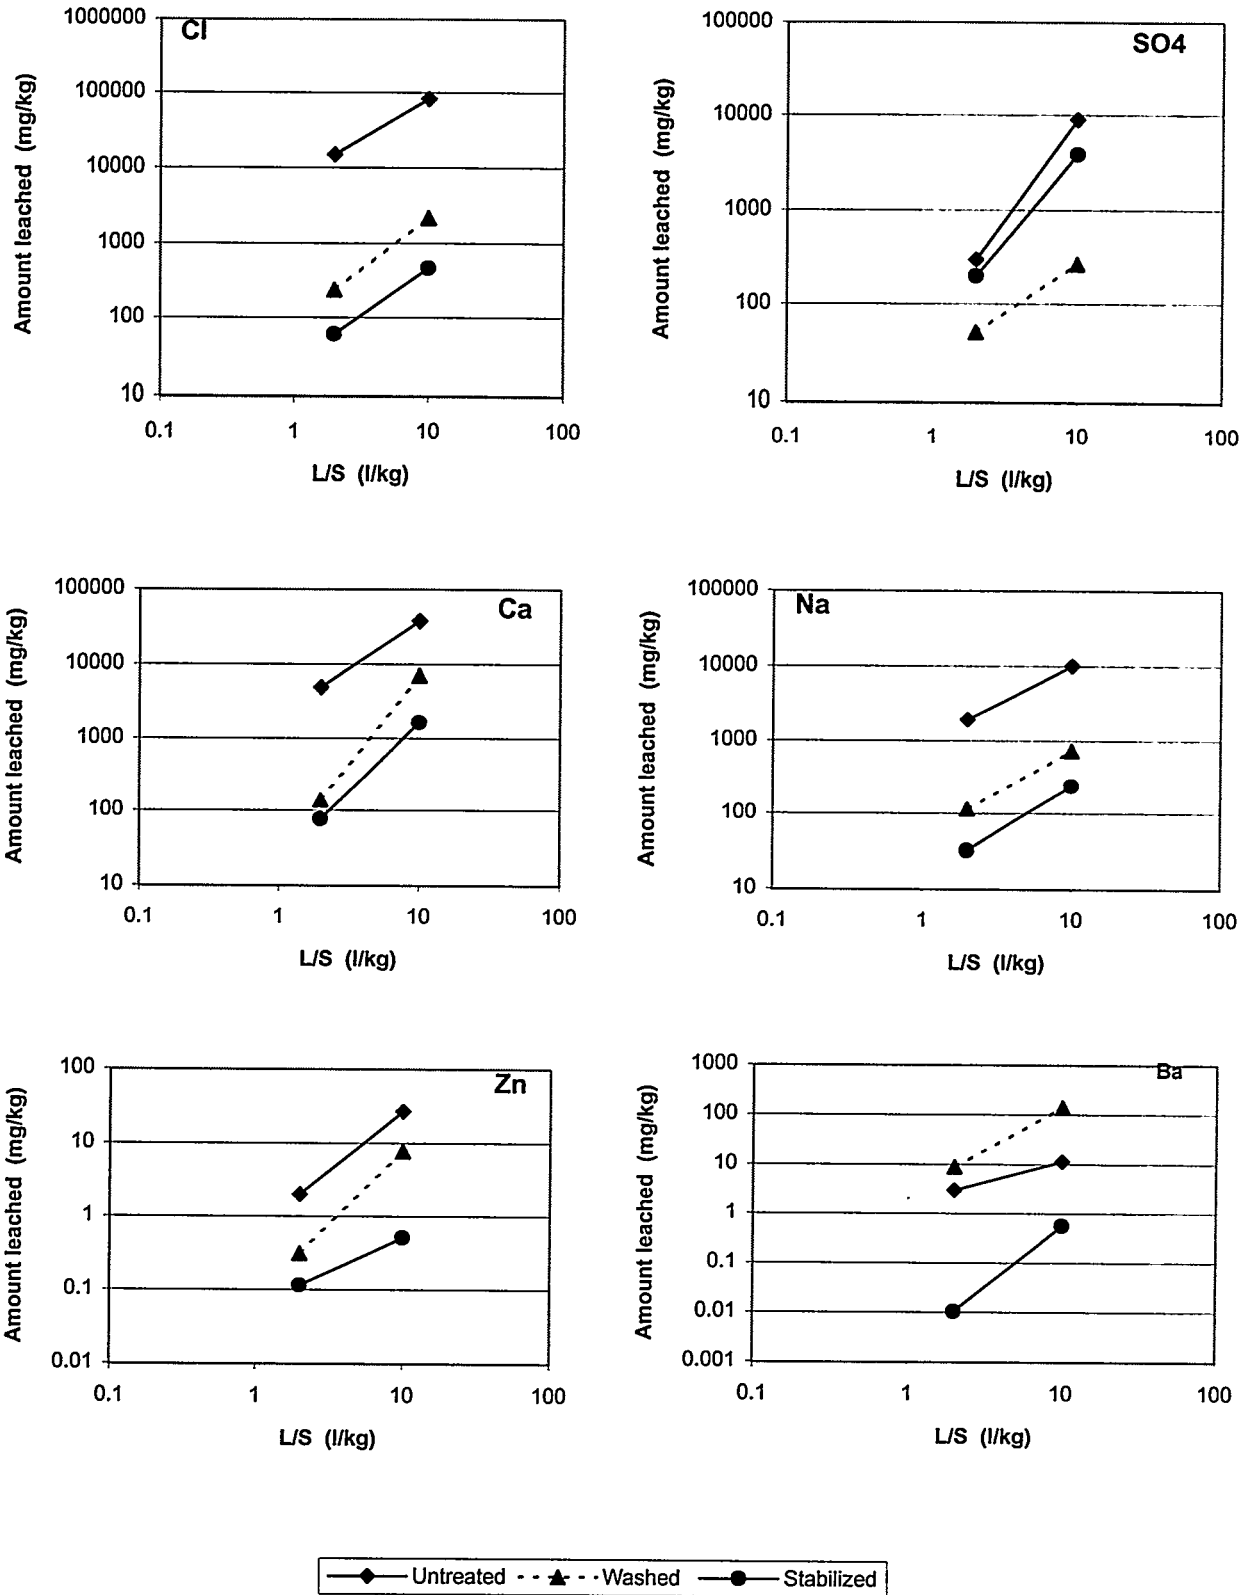 Cl
Amount leached (mg/kg)
1000000
100000
10000
1000
100
10
0.1 1 10 100
L/S (l/kg)
SO4
Amount leached (mg/kg)
100000
10000
1000
100
10
0.1 1 10 100
L/S (l/kg)
Ca
Amount leached (mg/kg)
100000
10000
1000
100
10
0.1 1 10 100
L/S (l/kg)
Na
Amount leached (mg/kg)
100000
10000
1000
100
10
0.1 1 10 100
L/S (l/kg)
Zn
Amount leached (mg/kg)
100
10
1
0.1
0.01
0.1 1 10 100
L/S (l/kg)
Ba
Amount leached (mg/kg)
1000
100
10
1
0.1
0.01
0.001
0.1 1 10 100
L/S (l/kg)
Untreated Washed Stabilized